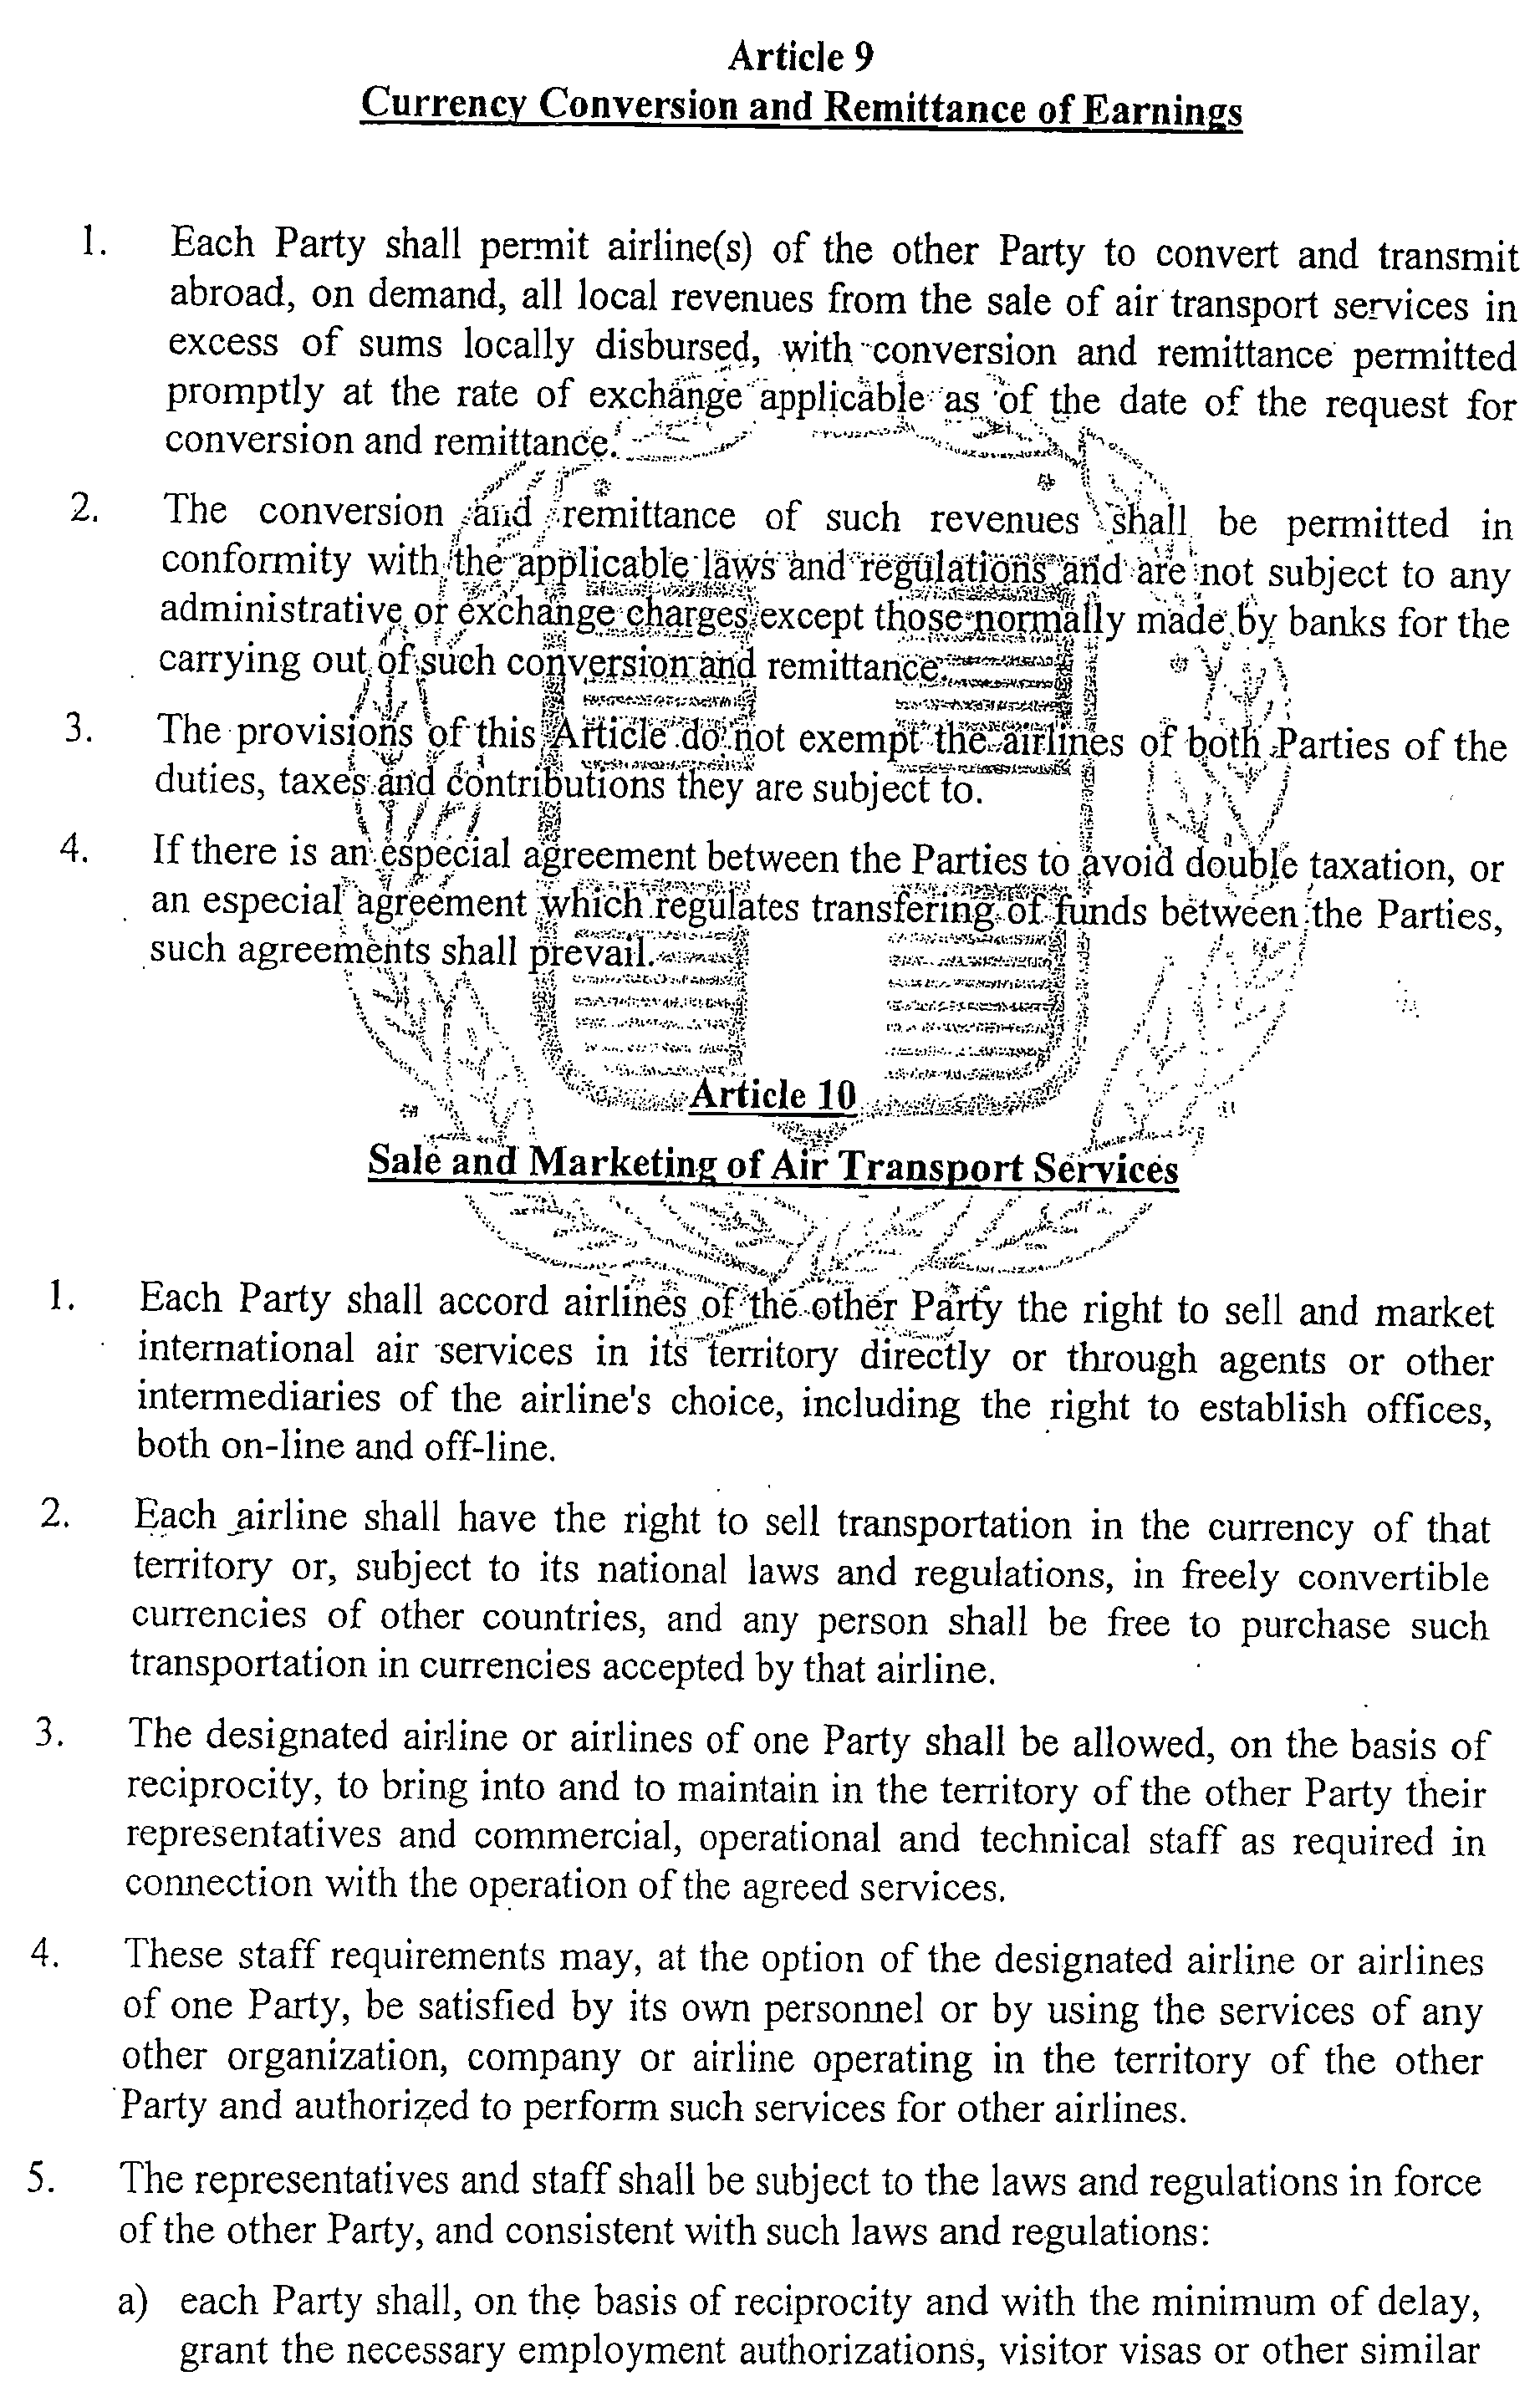 Article 9
Currency Conversion and Remittance of Earnings
1. Each Party shall permit airline(s) of the other Party to convert and transmit
abroad, on demand, all local revenues from the sale of air transport services in
excess of sums locally disbursed, with conversion and remittance permitted
promptly at the rate of exchange applicable as of the date of the request for
conversion and remittance.
2. The conversion and remittance of such revenues shall be permitted in
conformity with the applicable laws and regulations and are not subject to any
administrative or exchange charges except those normally made by banks for the
carrying out of such conversion and remittance.
3. The provisions of this Article do not exempt the airlines of both Parties of the
duties, taxes and contributions they are subject to.
4. If there is an especial agreement between the Parties to avoid double taxation, or
an especial agreement which regulates transfering of funds between the Parties,
such agreements shall prevail.
Article 10
Sale and Marketing of Air Transport Services
1. Each Party shall accord airlines of the other Party the right to sell and market
international air services in its territory directly or through agents or other
intermediaries of the airline's choice, including the right to establish offices,
both on-line and off-line.
2. Each airline shall have the right to sell transportation in the currency of that
territory or, subject to its national laws and regulations, in freely convertible
currencies of other countries, and any person shall be free to purchase such
transportation in currencies accepted by that airline.
3. The designated airline or airlines of one Party shall be allowed, on the basis of
reciprocity, to bring into and to maintain in the territory of the other Party their
representatives and commercial, operational and technical staff as required in
connection with the operation of the agreed services.
4. These staff requirements may, at the option of the designated airline or airlines
of one Party, be satisfied by its own personnel or by using the services of any
other organization, company or airline operating in the territory of the other
Party and authorized to perform such services for other airlines.
5. The representatives and staff shall be subject to the laws and regulations in force
of the other Party, and consistent with such laws and regulations:
a) each Party shall, on the basis of reciprocity and with the minimum of delay,
grant the necessary employment authorizations, visitor visas or other similar